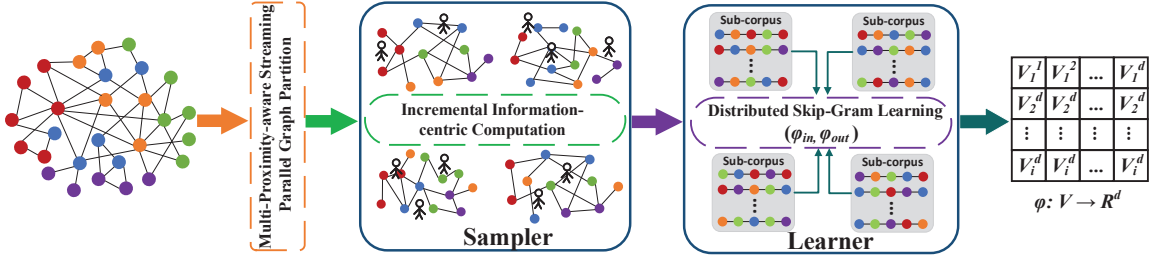 Multi-Proximity-aware Streaming
Parallel Graph Partition
Incremental Information-
centric Computation
Sampler
Sub-corpus
Sub-corpus
Distributed Skip-Gram Learning
(φin, φout )
Sub-corpus
Sub-corpus
Learner
V₁¹ V₁² ... V₁ᵈ
V₂ᵈ V₂ᵈ ... V₂ᵈ
⋮ ⋮ ⋮ ⋮
Vᵢᵈ Vᵢᵈ ... Vᵢᵈ
φ: V → Rᵈ